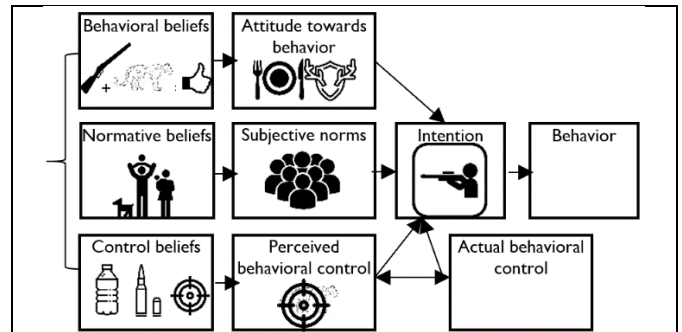 Behavioral beliefs
+
:
Attitude towards
behavior
Normative beliefs
Subjective norms
Intention
Behavior
Control beliefs
Perceived
behavioral control
Actual behavioral
control